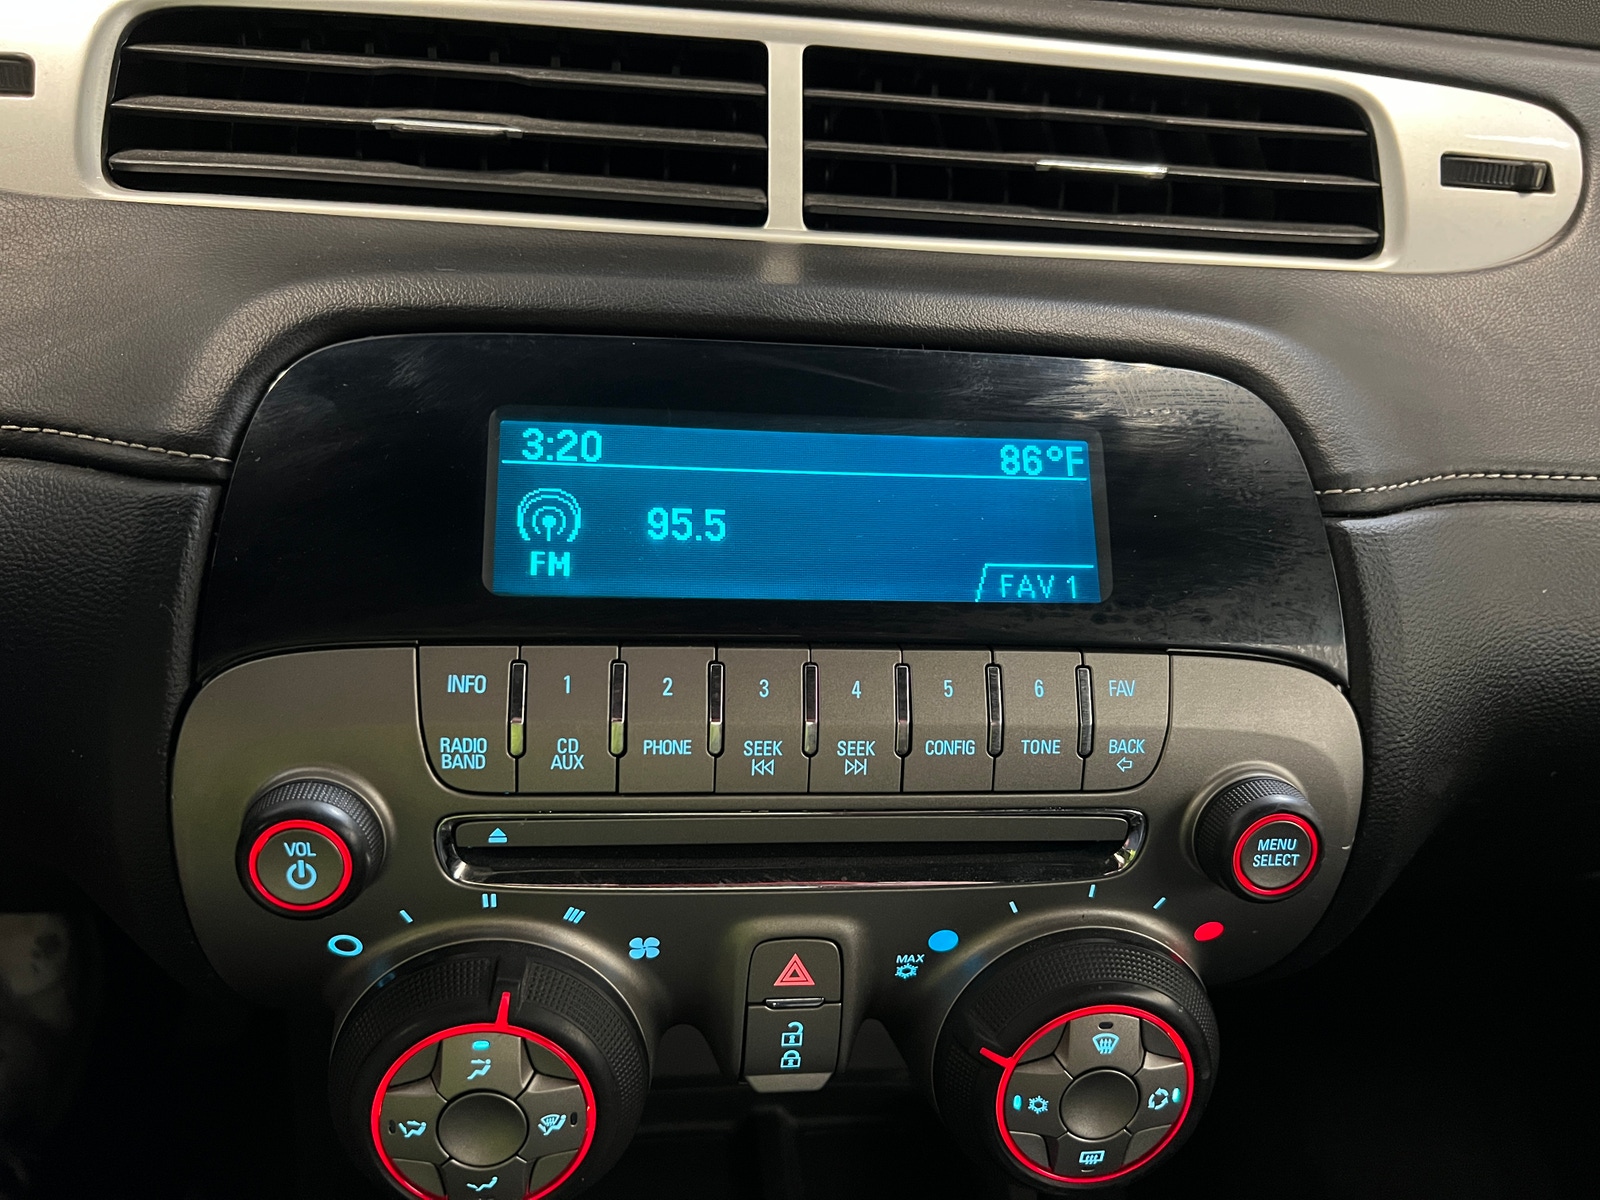 3:20 86°F
95.5
FM
FAV 1
INFO 1 2 3 4 5 6 FAV
RADIO BAND CD AUX PHONE SEEK SEEK CONFIG TONE BACK
VOL
MENU SELECT
MAX